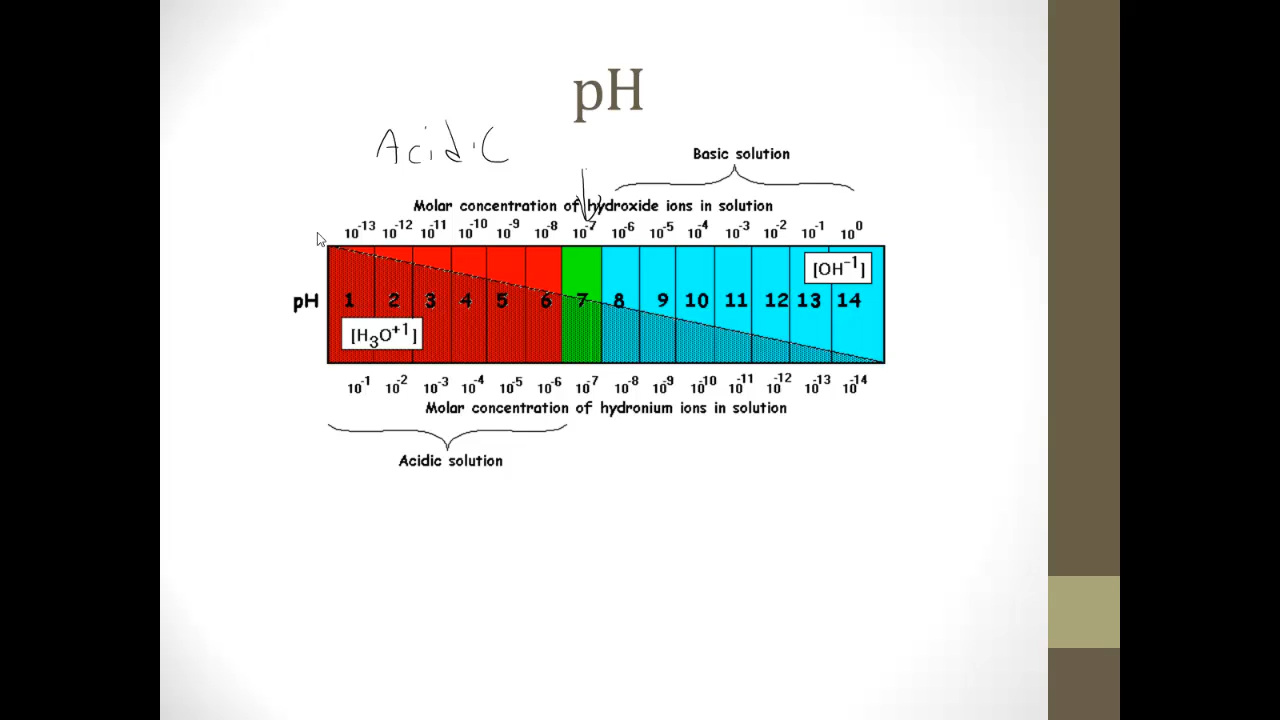 pH
Acidic
Basic solution
Molar concentration of hydroxide ions in solution
10⁻¹³ 10⁻¹² 10⁻¹¹ 10⁻¹⁰ 10⁻⁹ 10⁻⁸ 10⁻⁷ 10⁻⁶ 10⁻⁵ 10⁻⁴ 10⁻³ 10⁻² 10⁻¹ 10⁰
[OH⁻¹]
pH 1 2 3 4 5 6 7 8 9 10 11 12 13 14
[H₃O⁺¹]
10⁻¹ 10⁻² 10⁻³ 10⁻⁴ 10⁻⁵ 10⁻⁶ 10⁻⁷ 10⁻⁸ 10⁻⁹ 10⁻¹⁰ 10⁻¹¹ 10⁻¹² 10⁻¹³ 10⁻¹⁴
Molar concentration of hydronium ions in solution
Acidic solution